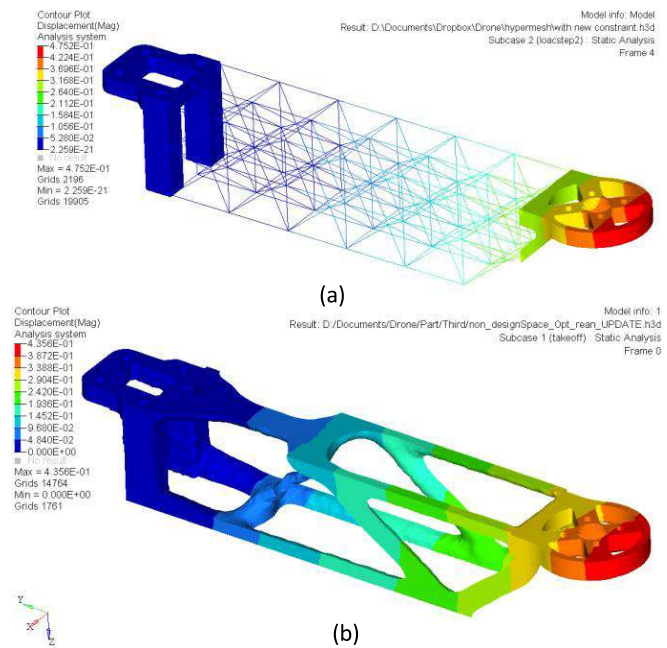 Contour Plot
Displacement(Mag)
Analysis system
4.752E-01
4.224E-01
3.696E-01
3.168E-01
2.640E-01
2.112E-01
1.584E-01
1.056E-01
5.280E-02
2.259E-21
No result
Max = 4.752E-01
Grids 2196
Min = 2.259E-21
Grids 19905
Model info: Model
Result: D:\Documents\Dropbox\Drone\hypermesh\with new constraint.h3d
Subcase 2 (loacstep2) : Static Analysis
Frame 4
(a)
Contour Plot
Displacement(Mag)
Analysis system
4.356E-01
3.872E-01
3.388E-01
2.904E-01
2.420E-01
1.936E-01
1.452E-01
9.680E-02
4.840E-02
0.000E+00
No result
Max = 4.356E-01
Grids 14764
Min = 0.000E+00
Grids 1761
Model info: 1
Result: D:/Documents/Drone/Part/Third/non_designSpace_Opt_rean_UPDATE.h3d
Subcase 1 (takeoff) : Static Analysis
Frame 0
Y
X
Z
(b)